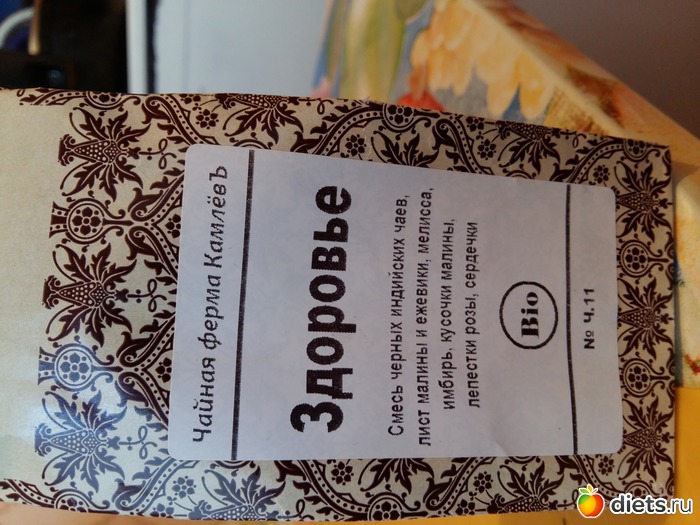 Чайная ферма Камлёвъ
Здоровье
Смесь черных индийских чаев,
лист малины и ежевики, мелисса,
имбирь, кусочки малины,
лепестки розы, сердечки
Bio
№ Ч.11
diets.ru